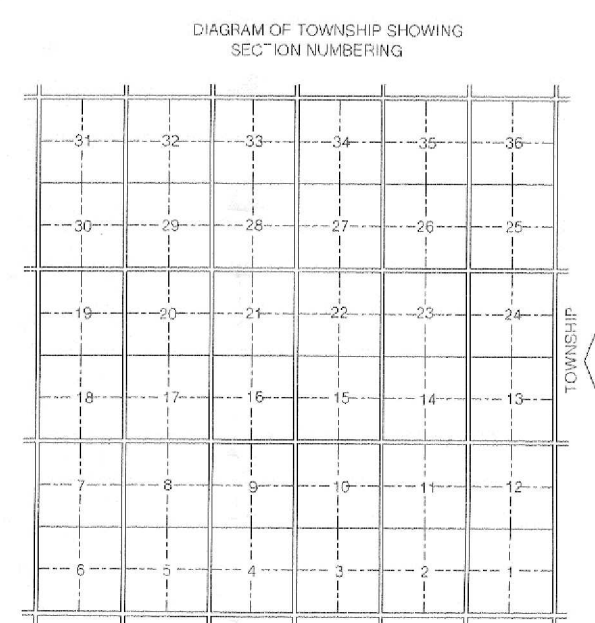 DIAGRAM OF TOWNSHIP SHOWING
SECTION NUMBERING
31 32 33 34 35 36
30 29 28 27 26 25
19 20 21 22 23 24
TOWNSHIP
18 17 16 15 14 13
7 8 9 10 11 12
6 5 4 3 2 1